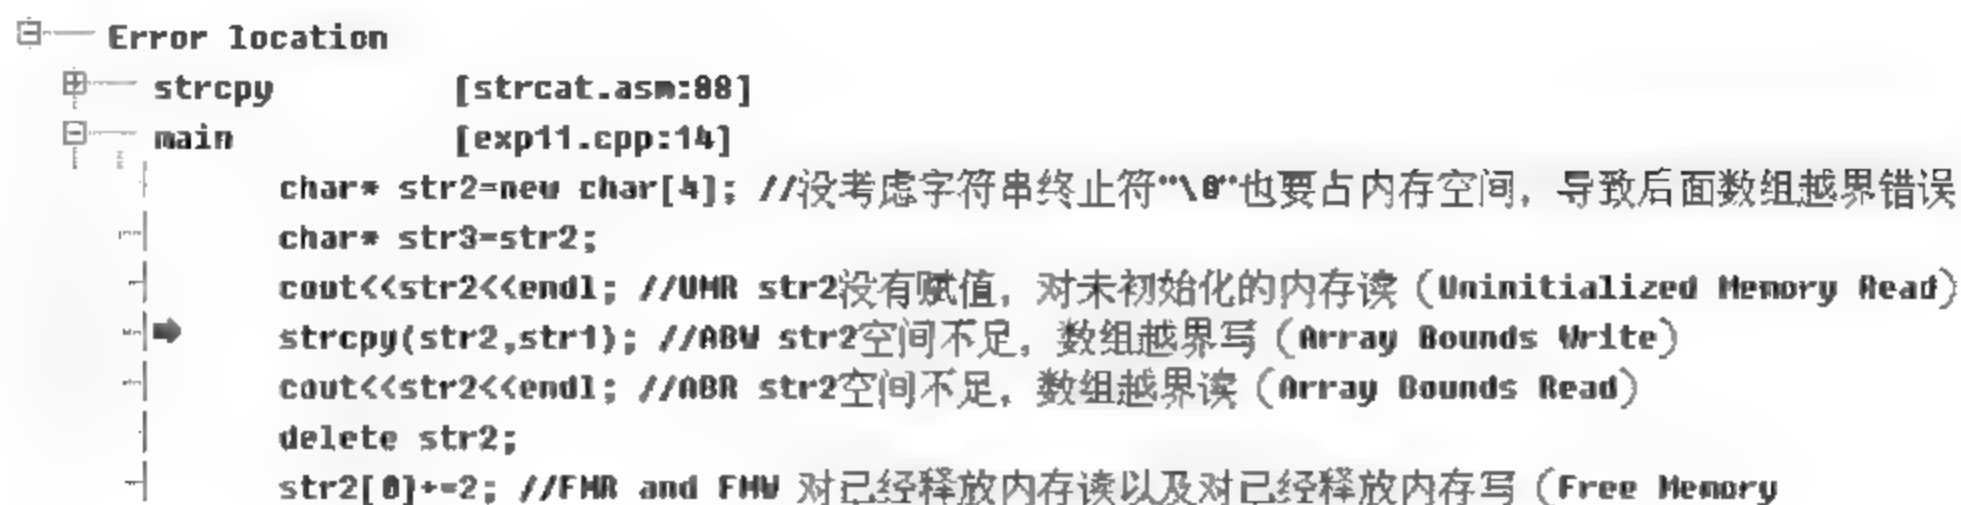 Error location
strcpy [strcat.asm:88]
main [exp11.cpp:14]
char* str2=new char[4]; //没考虑字符串终止符"\0"也要占内存空间，导致后面数组越界错误
char* str3=str2;
cout<<str2<<endl; //UMR str2没有赋值，对未初始化的内存读（Uninitialized Memory Read）
strcpy(str2,str1); //ABW str2空间不足，数组越界写（Array Bounds Write）
cout<<str2<<endl; //ABR str2空间不足，数组越界读（Array Bounds Read）
delete str2;
str2[0]+=2; //FMR and FMW 对已经释放内存读以及对已经释放内存写（Free Memory